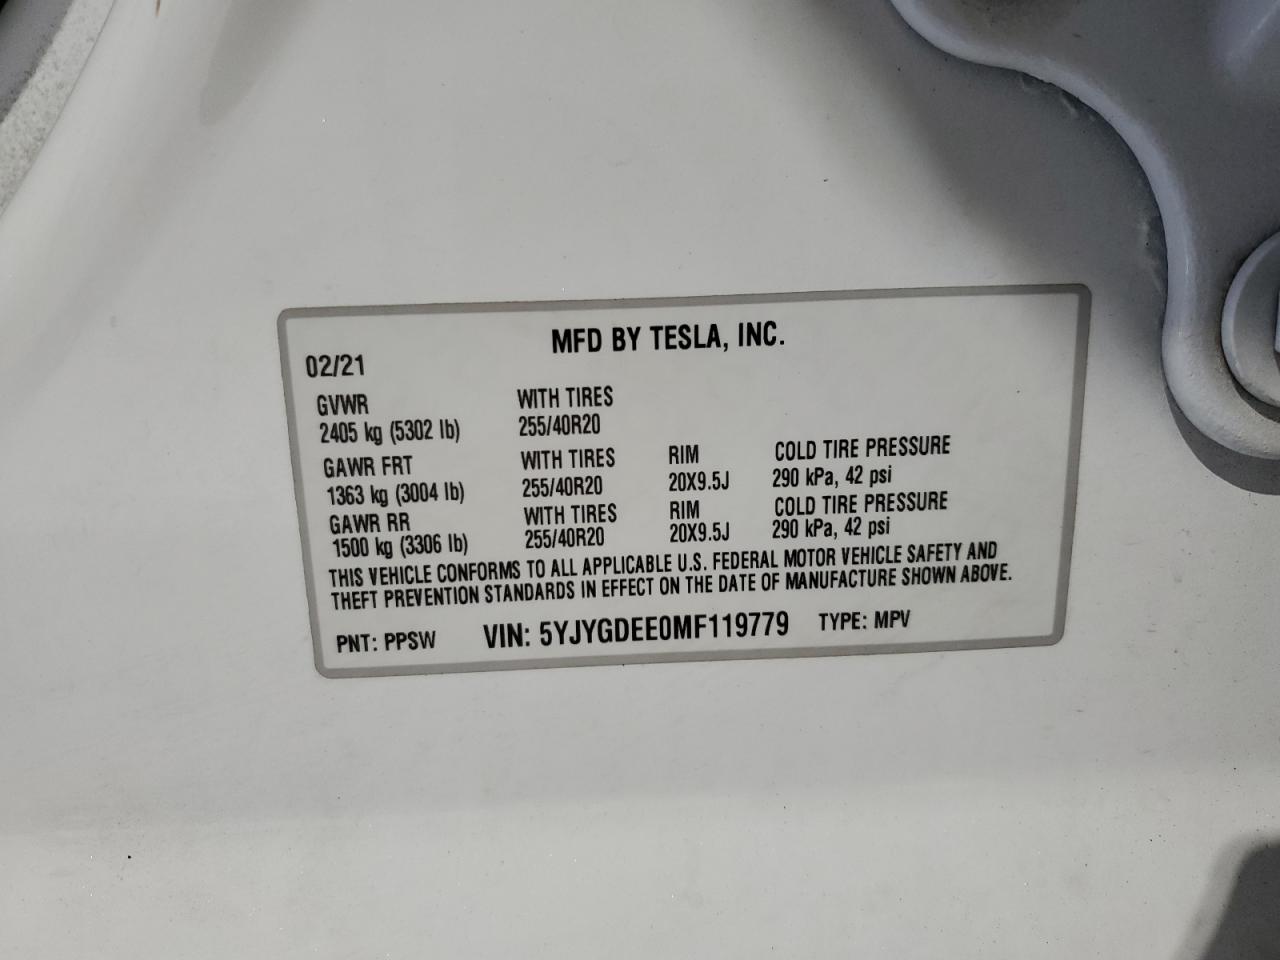 MFD BY TESLA, INC.
02/21
GVWR WITH TIRES
2405 kg (5302 lb) 255/40R20
GAWR FRT WITH TIRES RIM COLD TIRE PRESSURE
1363 kg (3004 lb) 255/40R20 20X9.5J 290 kPa, 42 psi
GAWR RR WITH TIRES RIM COLD TIRE PRESSURE
1500 kg (3306 lb) 255/40R20 20X9.5J 290 kPa, 42 psi
THIS VEHICLE CONFORMS TO ALL APPLICABLE U.S. FEDERAL MOTOR VEHICLE SAFETY AND
THEFT PREVENTION STANDARDS IN EFFECT ON THE DATE OF MANUFACTURE SHOWN ABOVE.
PNT: PPSW VIN: 5YJYGDEE0MF119779 TYPE: MPV